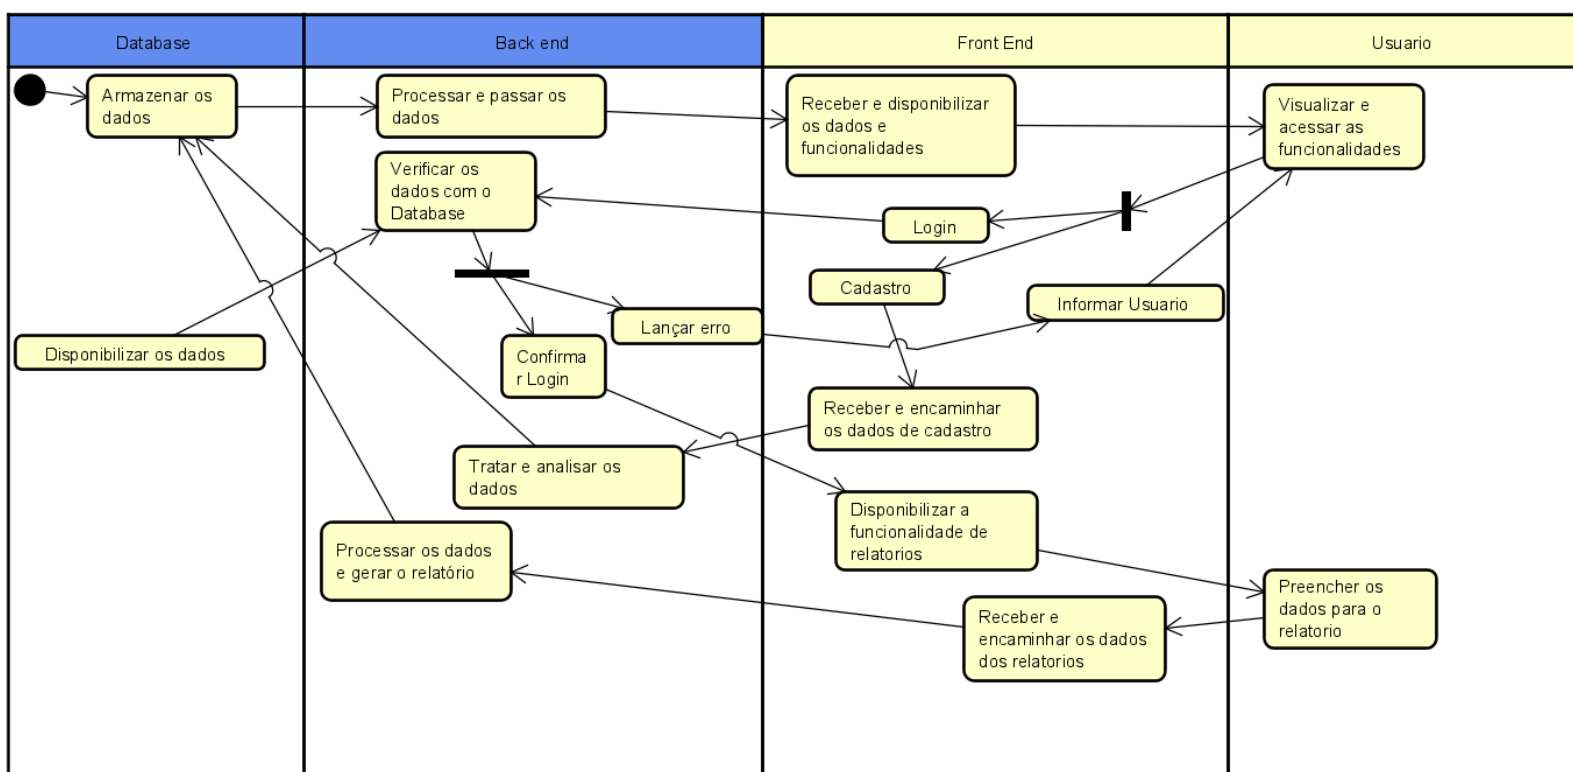 Database
Back end
Front End
Usuario
Armazenar os
dados
Processar e passar os
dados
Receber e disponibilizar
os dados e
funcionalidades
Visualizar e
acessar as
funcionalidades
Verificar os
dados com o
Database
Login
Cadastro
Informar Usuario
Lançar erro
Disponibilizar os dados
Confirma
r Login
Receber e encaminhar
os dados de cadastro
Tratar e analisar os
dados
Disponibilizar a
funcionalidade de
relatorios
Processar os dados
e gerar o relatório
Preencher os
dados para o
relatorio
Receber e
encaminhar os dados
dos relatorios